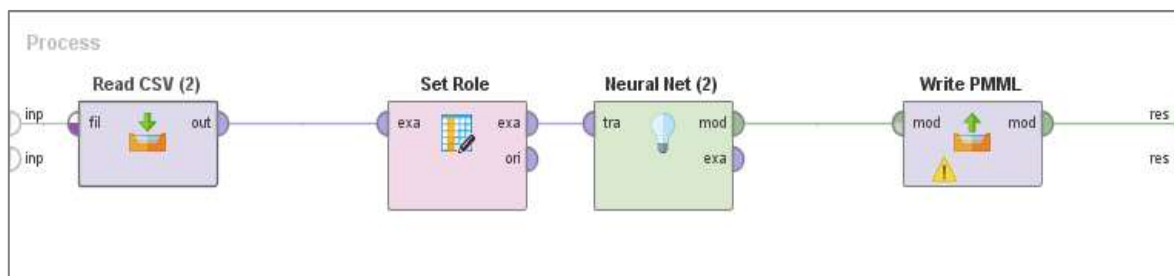 Process
Read CSV (2)
Set Role
Neural Net (2)
Write PMML
inp
fil
out
exa
exa
tra
mod
mod
mod
res
inp
ori
exa
res